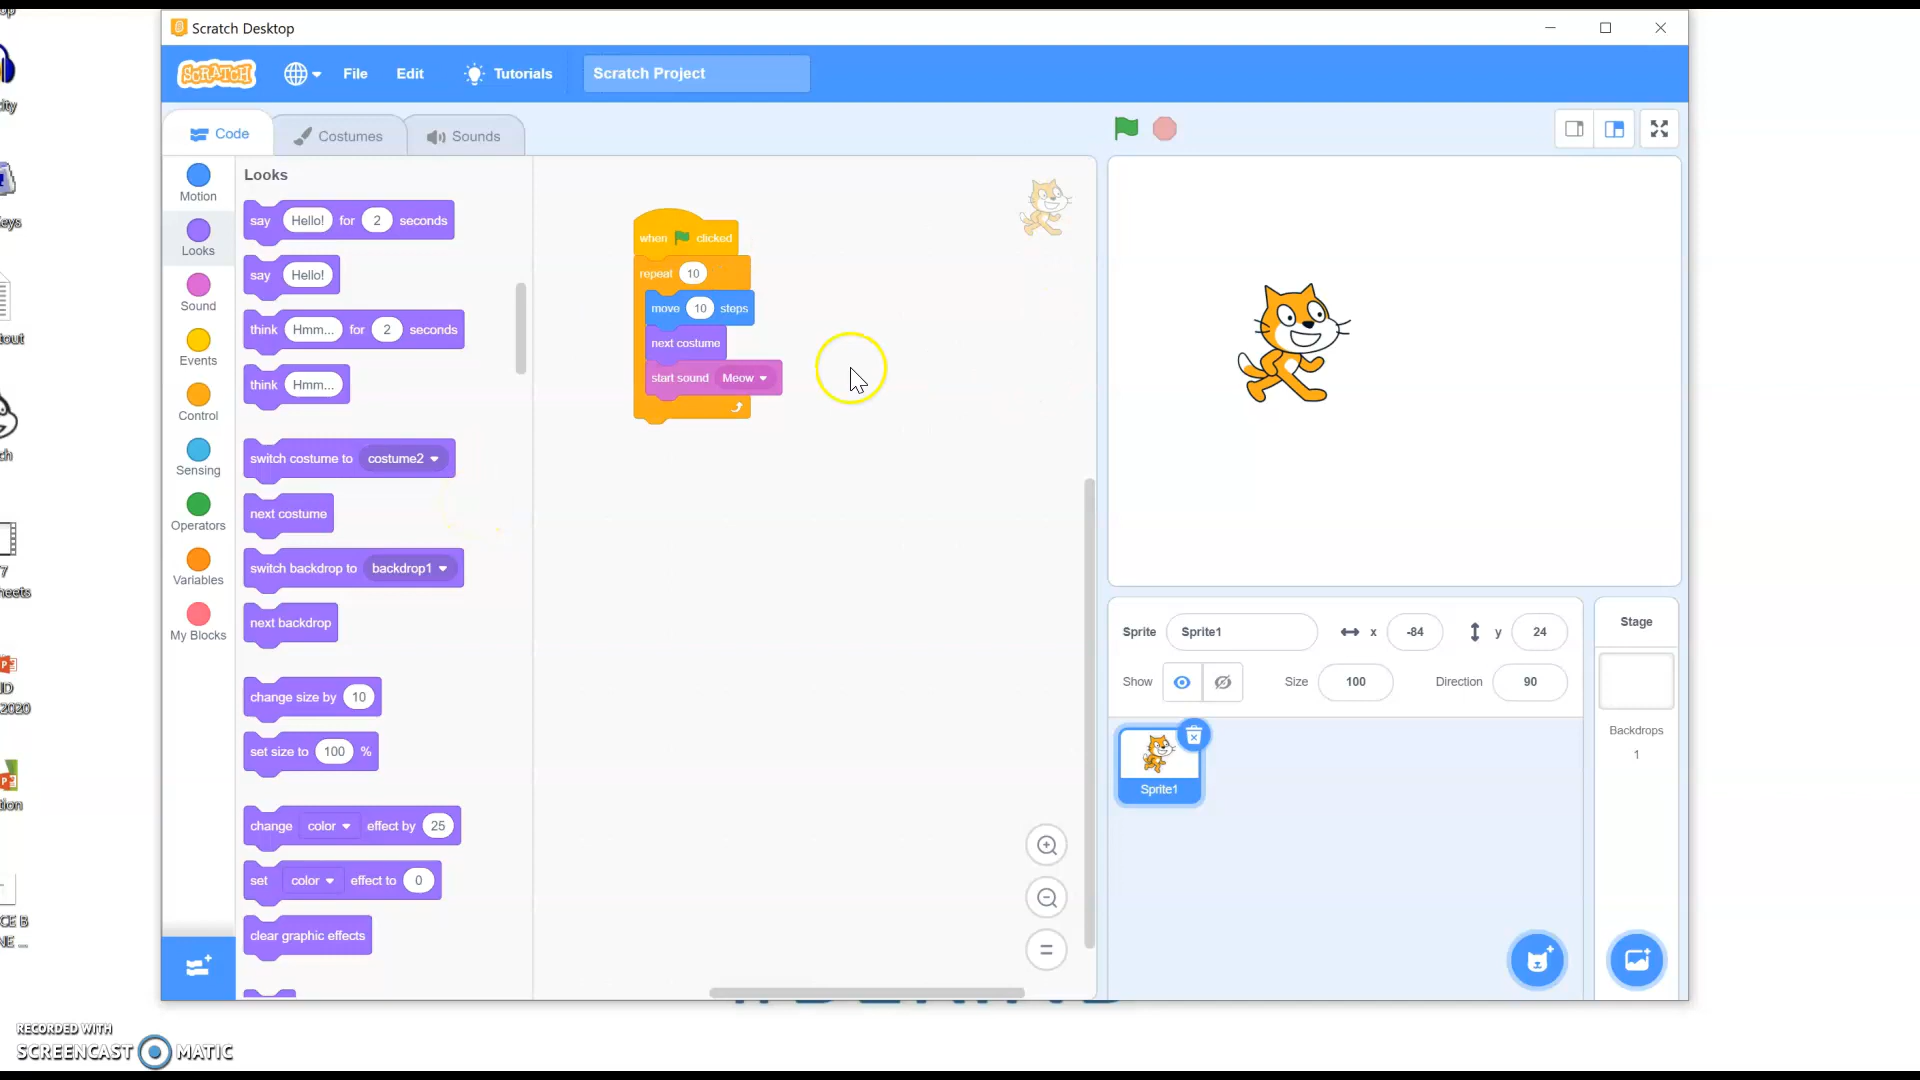 Scratch Desktop
SCRATCH
File
Edit
Tutorials
Scratch Project
Code
Costumes
Sounds
Motion
Looks
Sound
Events
Control
Sensing
Operators
Variables
My Blocks
Looks
say Hello! for 2 seconds
say Hello!
think Hmm... for 2 seconds
think Hmm...
switch costume to costume2
next costume
switch backdrop to backdrop1
next backdrop
change size by 10
set size to 100 %
change color effect by 25
set color effect to 0
clear graphic effects
when clicked
repeat 10
move 10 steps
next costume
start sound Meow
Sprite Sprite1 x -84 y 24
Show Size 100 Direction 90
Sprite1
Stage
Backdrops
1
2020
RECORDED WITH
SCREENCAST MATIC